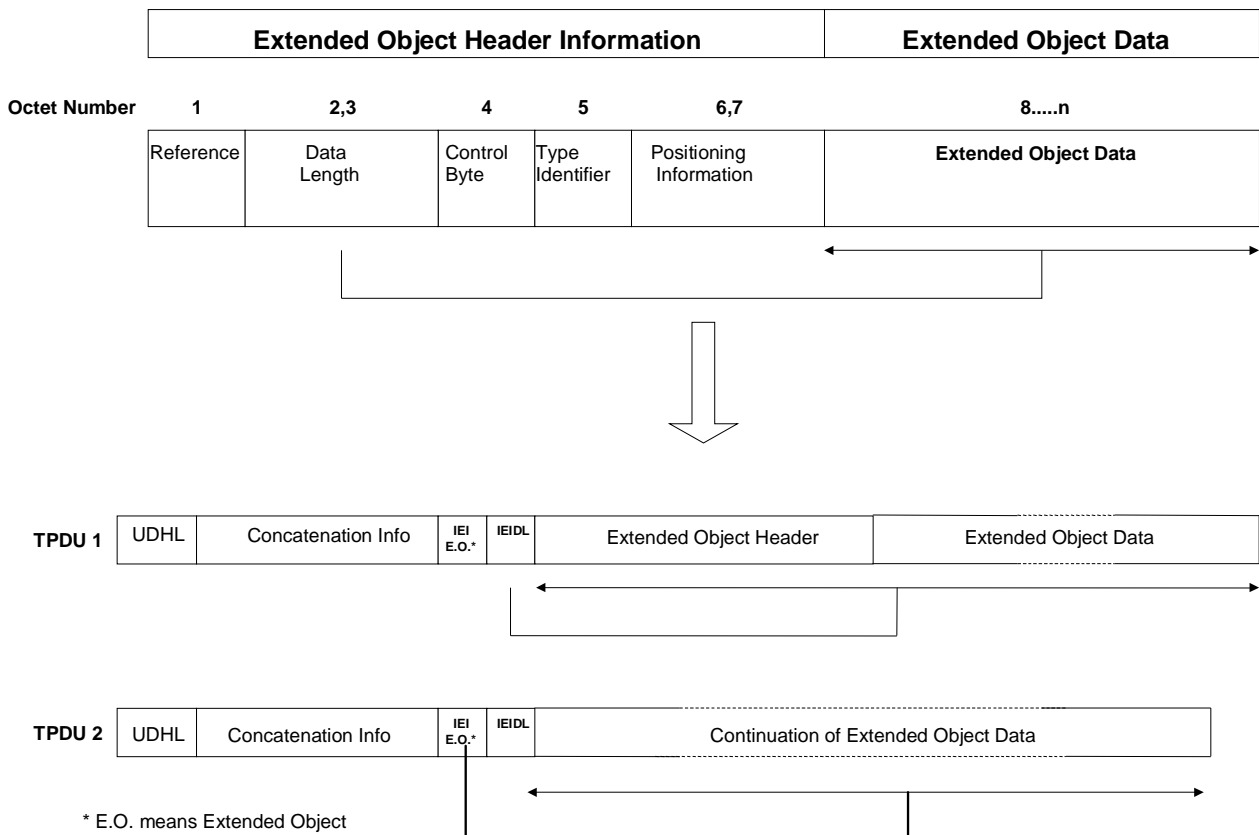 Extended Object Header Information Extended Object Data
Octet Number 1 2,3 4 5 6,7 8.....n
Reference Data Length Control Byte Type Identifier Positioning Information Extended Object Data
TPDU 1 UDHL Concatenation Info IEI E.O.* IEIDL Extended Object Header Extended Object Data
TPDU 2 UDHL Concatenation Info IEI E.O.* IEIDL Continuation of Extended Object Data
* E.O. means Extended Object